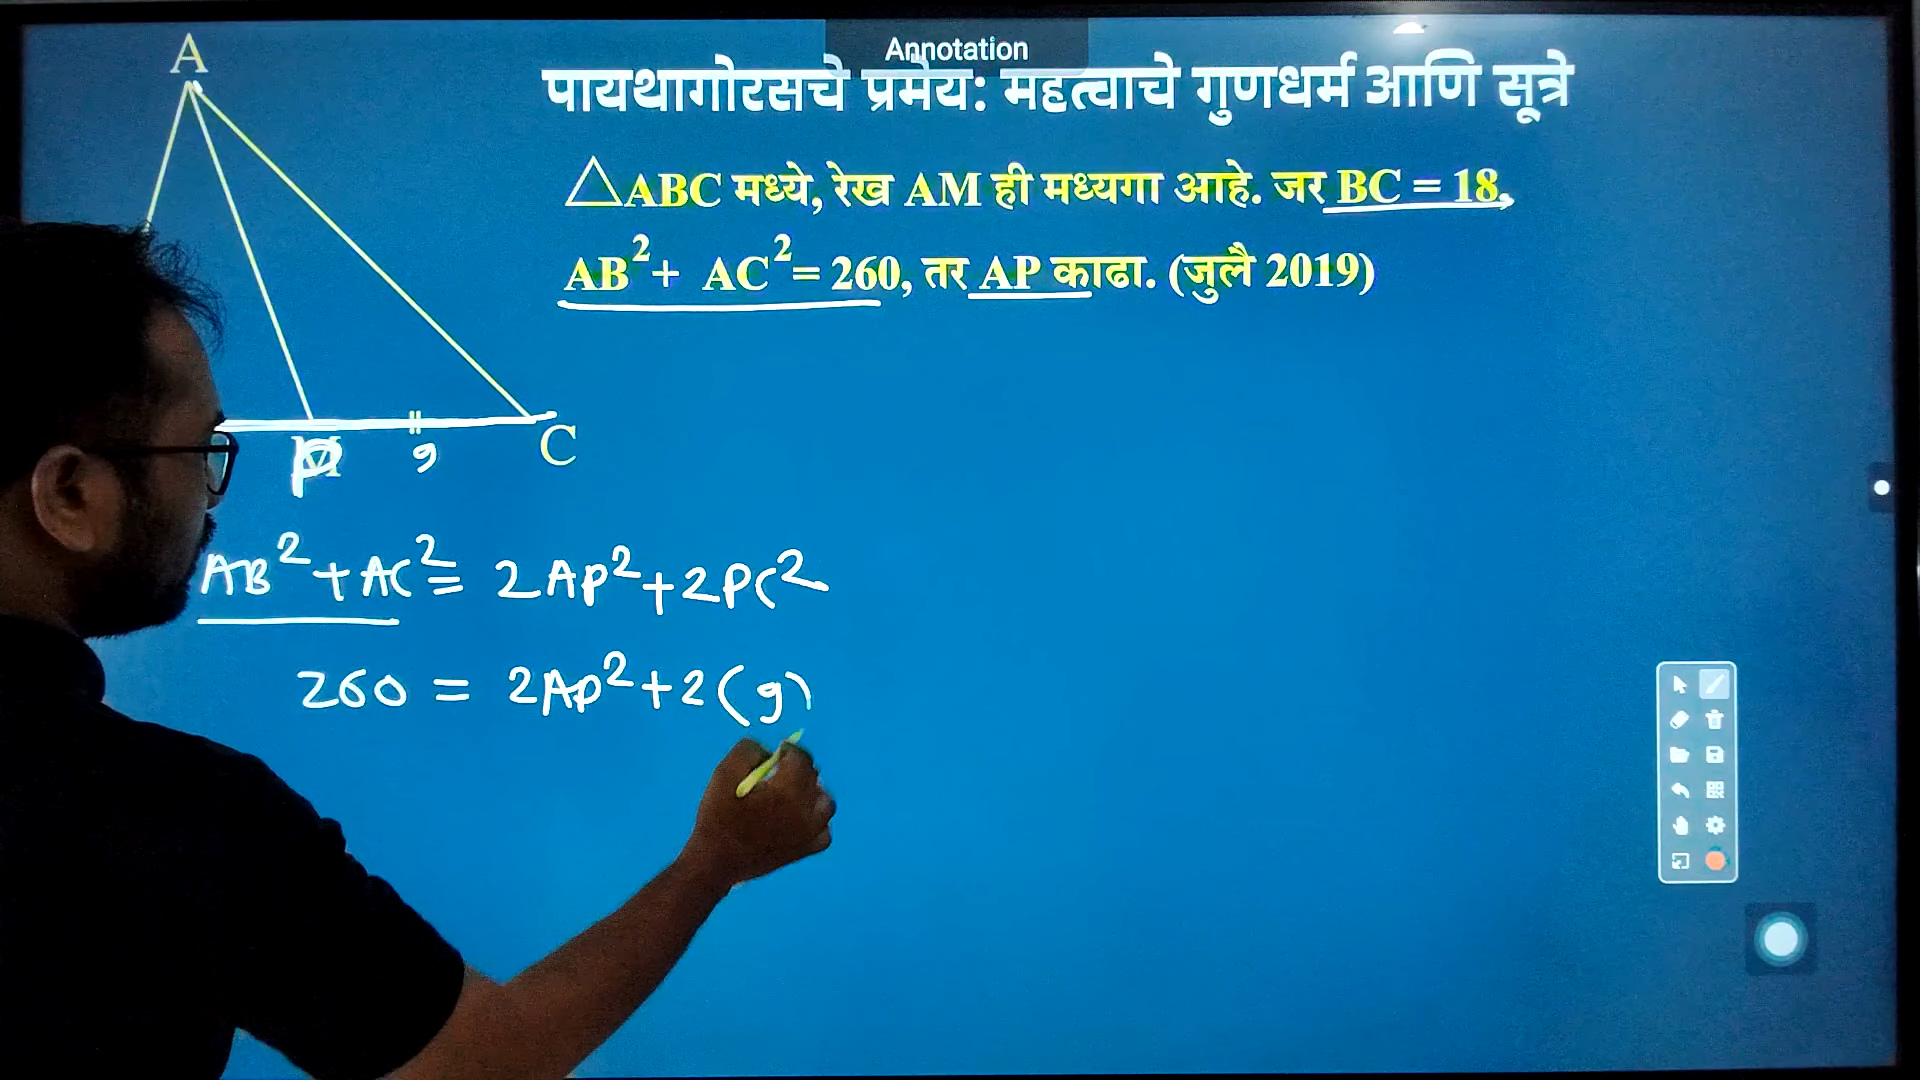 Annotation
पायथागोरसचे प्रमेय: महत्वाचे गुणधर्म आणि सूत्रे
A
△ABC मध्ये, रेख AM ही मध्यगा आहे. जर BC = 18,
AB²+ AC²= 260, तर AP काढा. (जुलै 2019)
P 9 C
AB²+AC²= 2AP²+2PC²
260 = 2AP²+2(9)